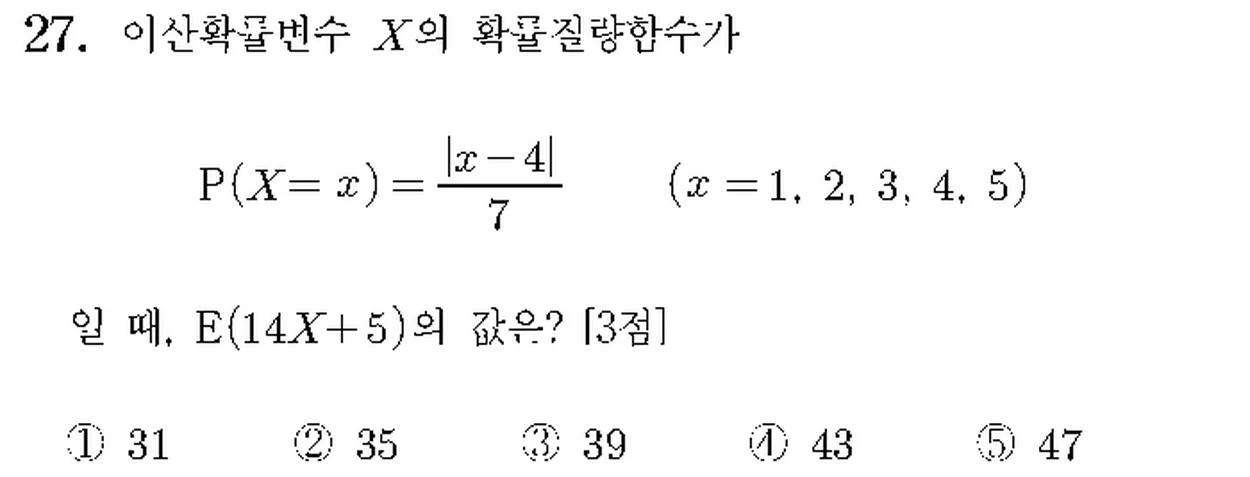 27. 이산확률변수 X의 확률질량함수가
P(X= x)= |x-4| / 7 (x =1, 2, 3, 4, 5)
일 때, E(14X+5)의 값은? [3점]
① 31 ② 35 ③ 39 ④ 43 ⑤ 47